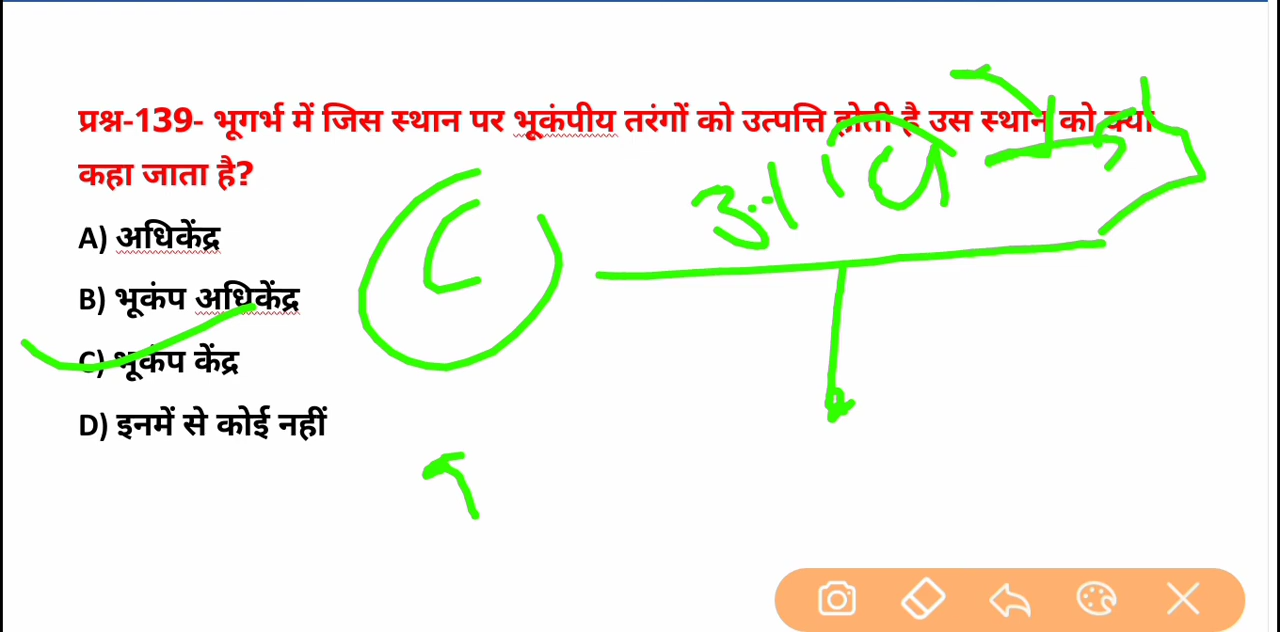 प्रश्न-139- भूगर्भ में जिस स्थान पर भूकंपीय तरंगों को उत्पत्ति होती है उस स्थान को क्या
कहा जाता है?
A) अधिकेंद्र
B) भूकंप अधिकेंद्र
C) भूकंप केंद्र
D) इनमें से कोई नहीं
C